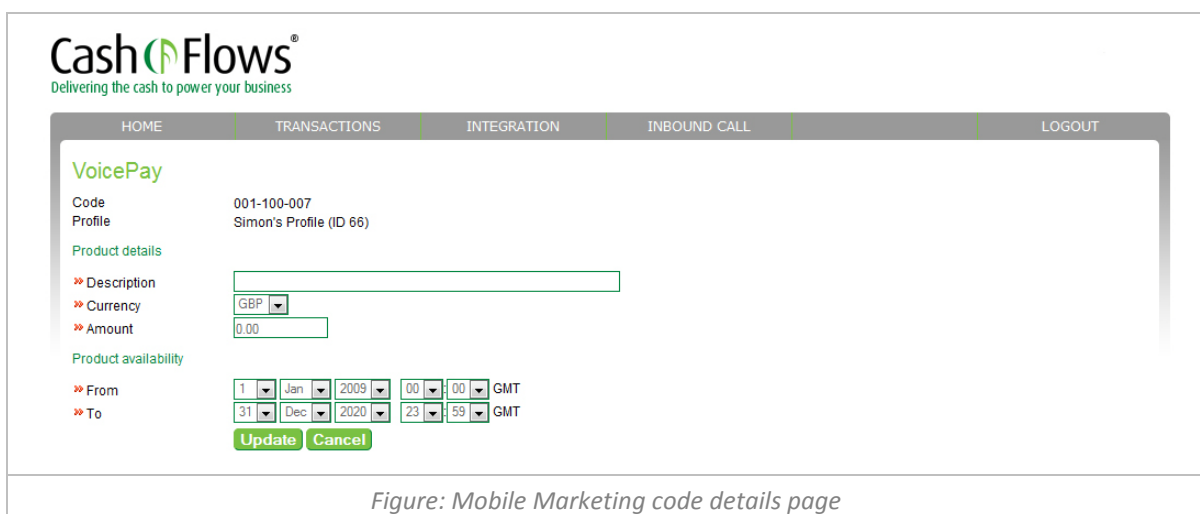 Cash Flows®
Delivering the cash to power your business
HOME TRANSACTIONS INTEGRATION INBOUND CALL LOGOUT
VoicePay
Code 001-100-007
Profile Simon's Profile (ID 66)
Product details
» Description
» Currency GBP
» Amount 0.00
Product availability
» From 1 Jan 2009 00 : 00 GMT
» To 31 Dec 2020 23 : 59 GMT
Update Cancel
Figure: Mobile Marketing code details page